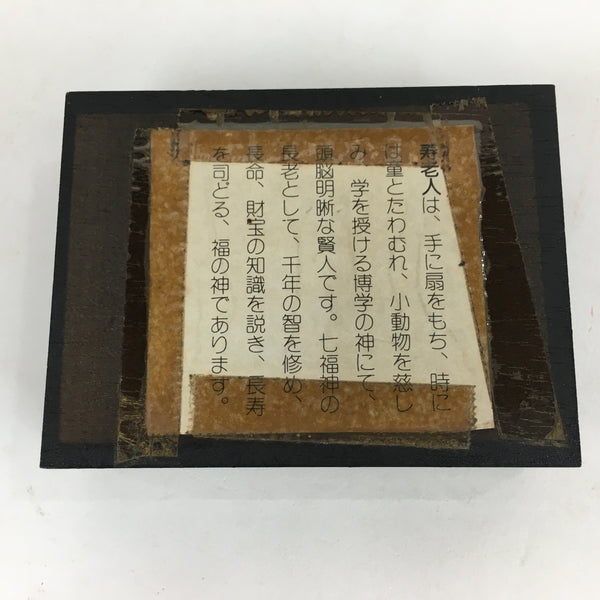 寿老人は、手に扇をもち、時に
は童とたわむれ、小動物を慈し
み、学を授ける博学の神にて、
頭脳明晰な賢人です。七福神の
長老として、千年の智を修め、
長命、財宝の知識を説き、長寿
を司どる、福の神であります。